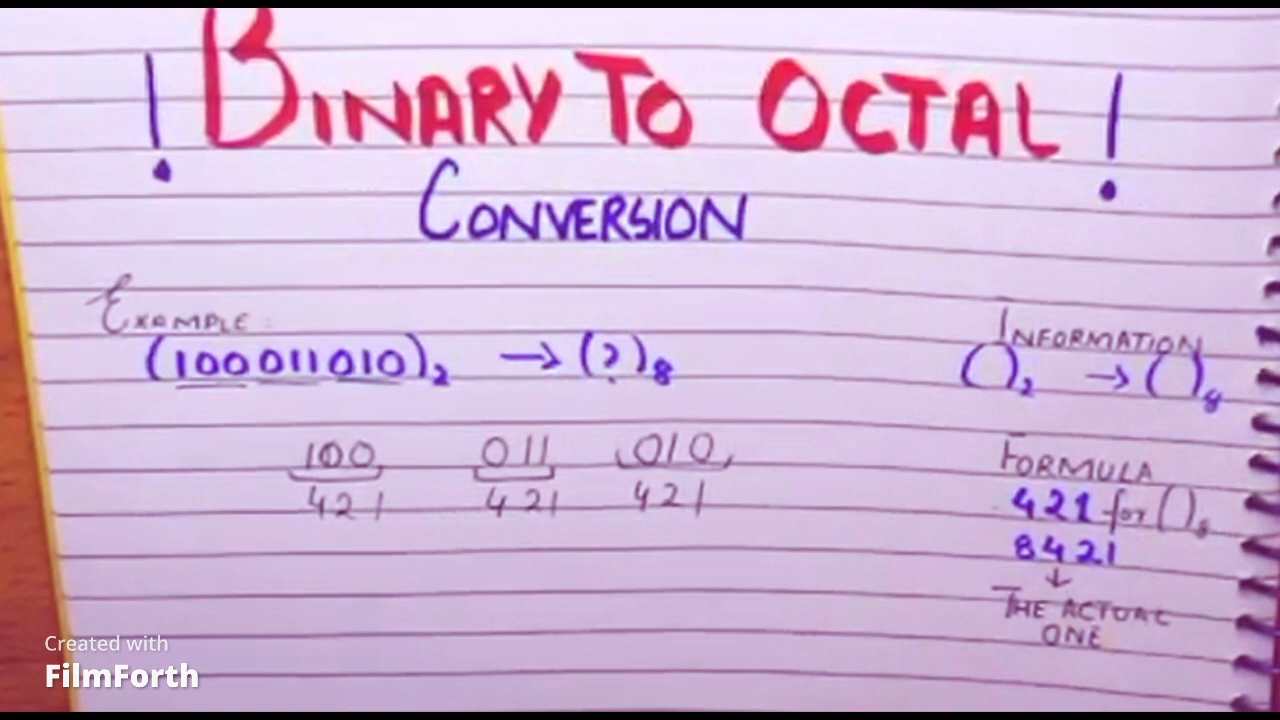 ! BINARY TO OCTAL !
CONVERSION
EXAMPLE:
(100011010)₂ → (?)₈
100 011 010
421 421 421
INFORMATION
()₂ → ()₈
FORMULA
421 for ()₈
8421
↓
THE ACTUAL
ONE
Created with
FilmForth